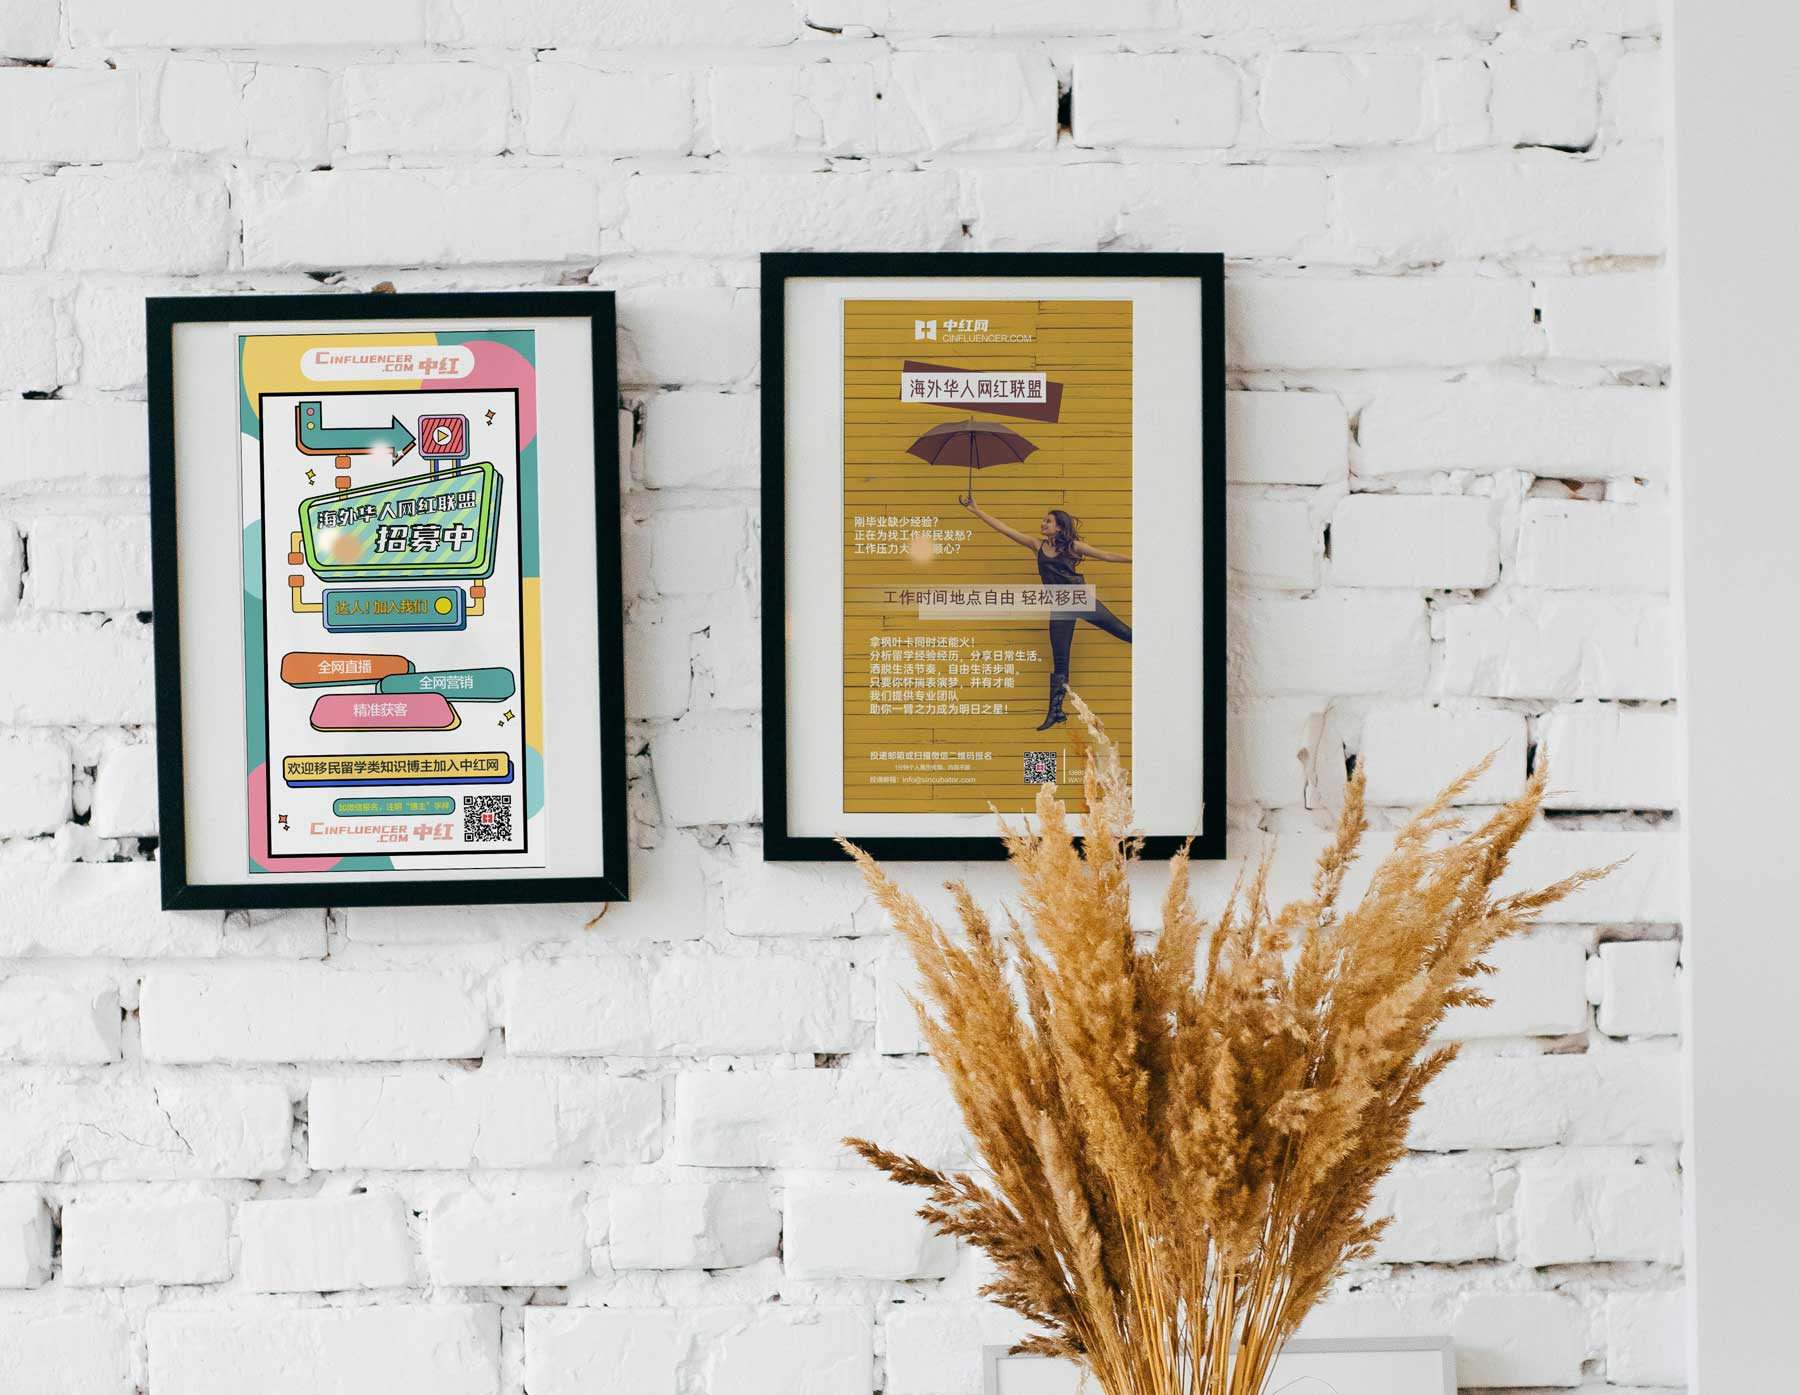 CINFLUENCER
.COM 中红
海外华人网红联盟
招募中
达人！加入我们
全网直播
全网营销
精准获客
欢迎移民留学类知识博主加入中红网
加微信报名，注明“博主”字样
CINFLUENCER
.COM 中红
中红网
CINFLUENCER.COM
海外华人网红联盟
刚毕业缺少经验？
正在为找工作移民发愁？
工作压力大 顺心？
工作时间地点自由 轻松移民
拿枫叶卡同时还能火！
分析留学经验经历，分享日常生活。
洒脱生活节奏，自由生活步调。
只要你怀揣表演梦，并有才能
我们提供专业团队
助你一臂之力成为明日之星！
投递邮箱或扫描微信二维码报名
投递邮箱：info@sincubator.com